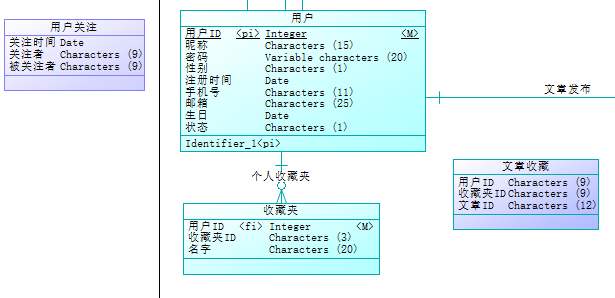 用户关注
关注时间 Date
关注者 Characters (9)
被关注者 Characters (9)
用户
用户ID <pi> Integer <M>
昵称 Characters (15)
密码 Variable characters (20)
性别 Characters (1)
注册时间 Date
手机号 Characters (11)
邮箱 Characters (25)
生日 Date
状态 Characters (1)
Identifier_1<pi>
文章发布
个人收藏夹
收藏夹
用户ID <fi> Integer <M>
收藏夹ID Characters (3)
名字 Characters (20)
文章收藏
用户ID Characters (9)
收藏夹ID Characters (9)
文章ID Characters (12)